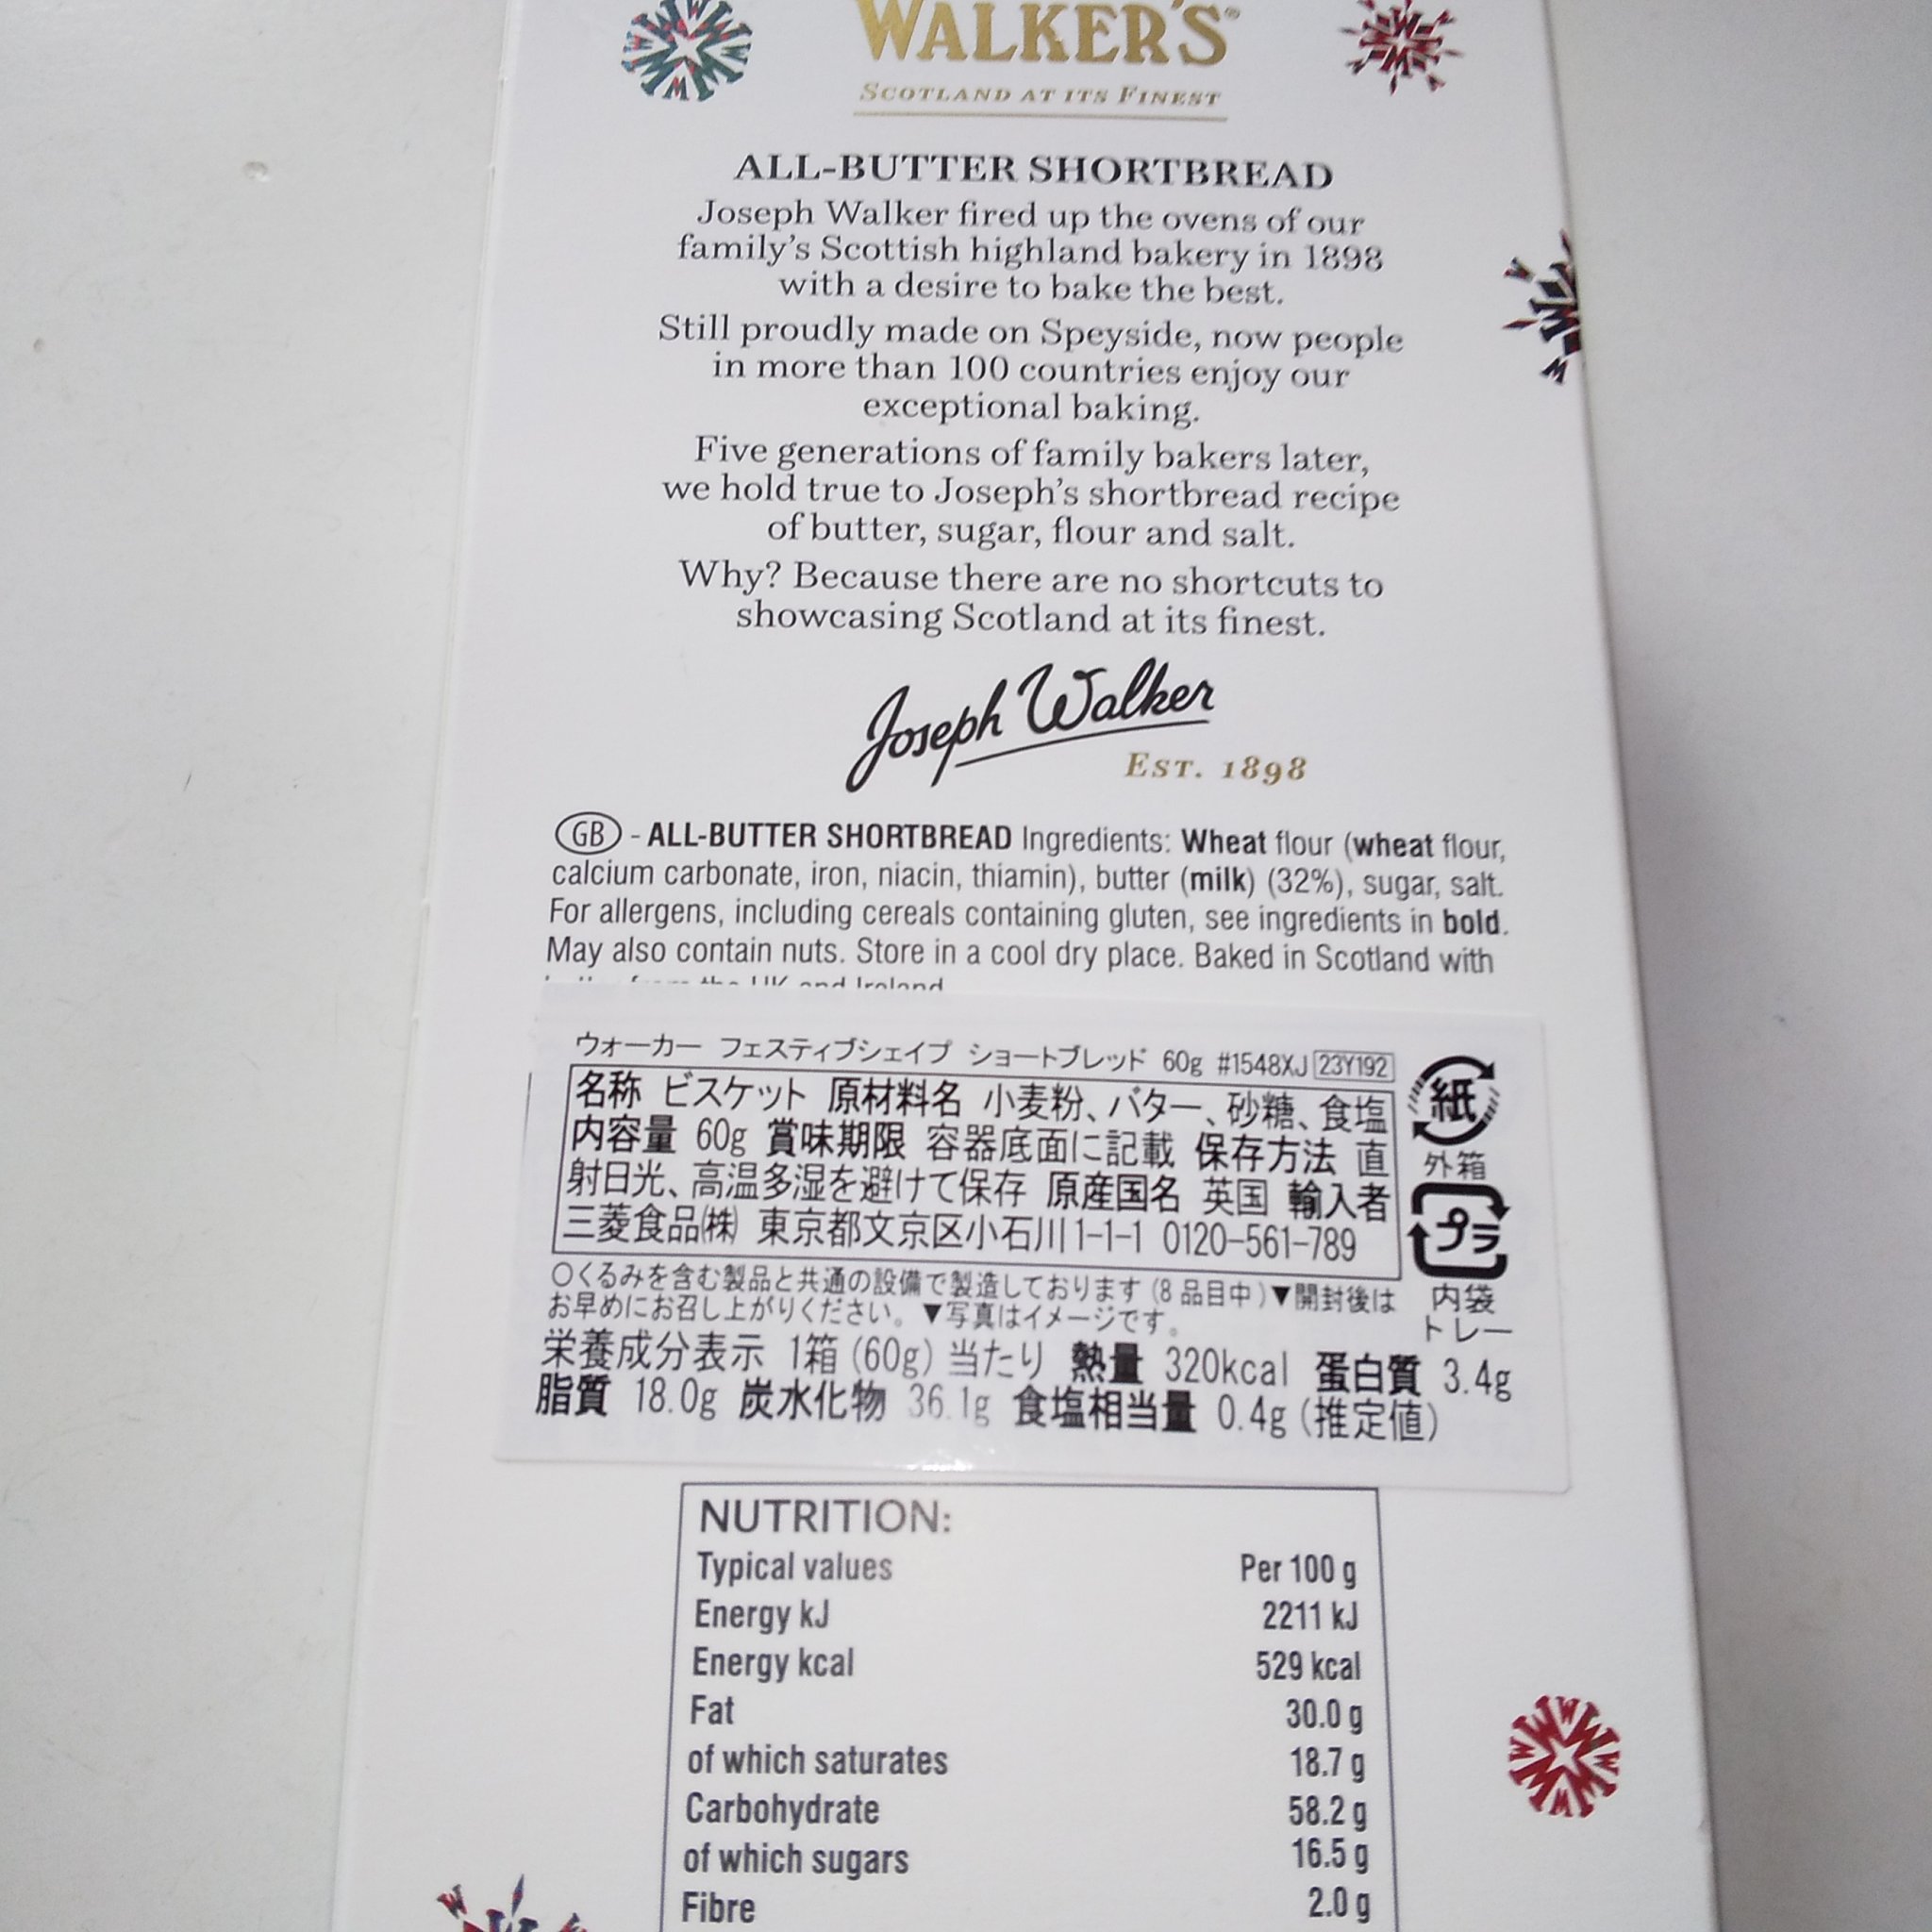 WALKER'S®
SCOTLAND AT ITS FINEST
ALL-BUTTER SHORTBREAD
Joseph Walker fired up the ovens of our
family's Scottish highland bakery in 1898
with a desire to bake the best.
Still proudly made on Speyside, now people
in more than 100 countries enjoy our
exceptional baking.
Five generations of family bakers later,
we hold true to Joseph's shortbread recipe
of butter, sugar, flour and salt.
Why? Because there are no shortcuts to
showcasing Scotland at its finest.
Joseph Walker
EST. 1898
GB - ALL-BUTTER SHORTBREAD Ingredients: Wheat flour (wheat flour,
calcium carbonate, iron, niacin, thiamin), butter (milk) (32%), sugar, salt.
For allergens, including cereals containing gluten, see ingredients in bold.
May also contain nuts. Store in a cool dry place. Baked in Scotland with
from the UK and Ireland
ウォーカー フェスティブシェイプ ショートブレッド 60g #1548XJ 23Y192
名称 ビスケット 原材料名 小麦粉、バター、砂糖、食塩
内容量 60g 賞味期限 容器底面に記載 保存方法 直
射日光、高温多湿を避けて保存 原産国名 英国 輸入者
三菱食品㈱ 東京都文京区小石川1-1-1 0120-561-789
紙
外箱
プラ
内袋
トレー
○くるみを含む製品と共通の設備で製造しております(8品目中)▼開封後は
お早めにお召し上がりください。▼写真はイメージです。
栄養成分表示 1箱(60g)当たり 熱量 320kcal 蛋白質 3.4g
脂質 18.0g 炭水化物 36.1g 食塩相当量 0.4g(推定値)
NUTRITION:
Typical values Per 100 g
Energy kJ 2211 kJ
Energy kcal 529 kcal
Fat 30.0 g
of which saturates 18.7 g
Carbohydrate 58.2 g
of which sugars 16.5 g
Fibre 2.0 g